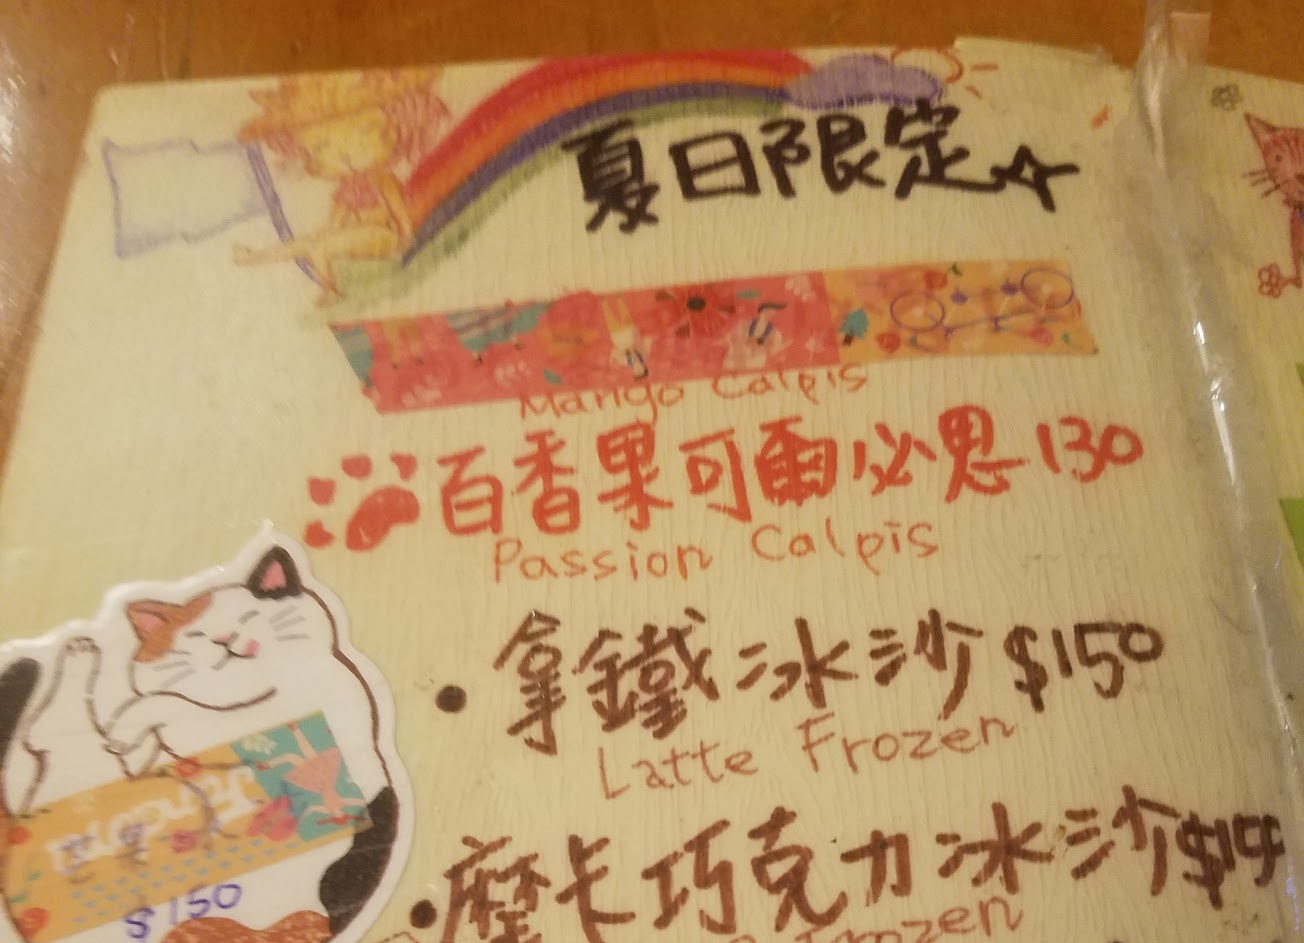 夏日限定☆
Mango Calpis
百香果可爾必思 130
Passion Calpis
• 拿鐵冰沙 $150
Latte Frozen
$150
• 摩卡巧克力冰沙
Frozen